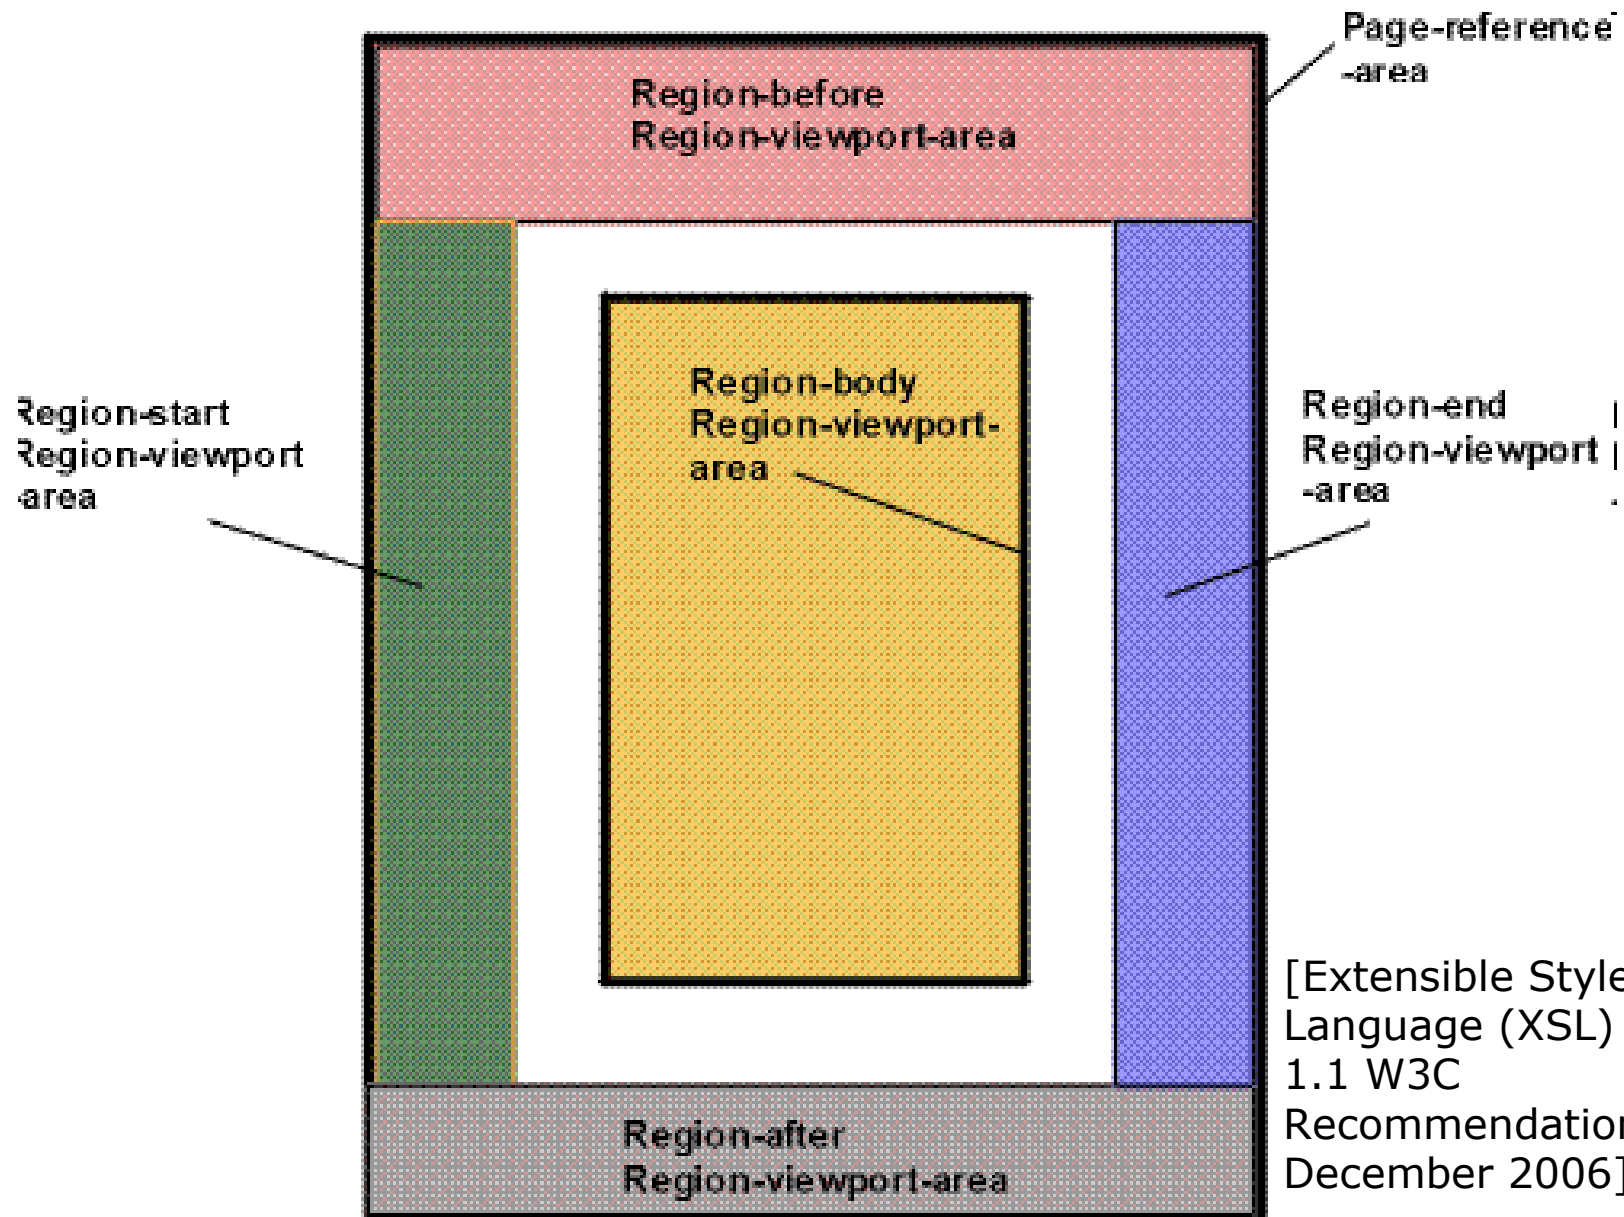 Page-reference
-area
Region-before
Region-viewport-area
Region-start
Region-viewport
-area
Region-body
Region-viewport-
area
Region-end
Region-viewport
-area
[Extensible Style
Language (XSL)
1.1 W3C
Recommendation
December 2006]
Region-after
Region-viewport-area